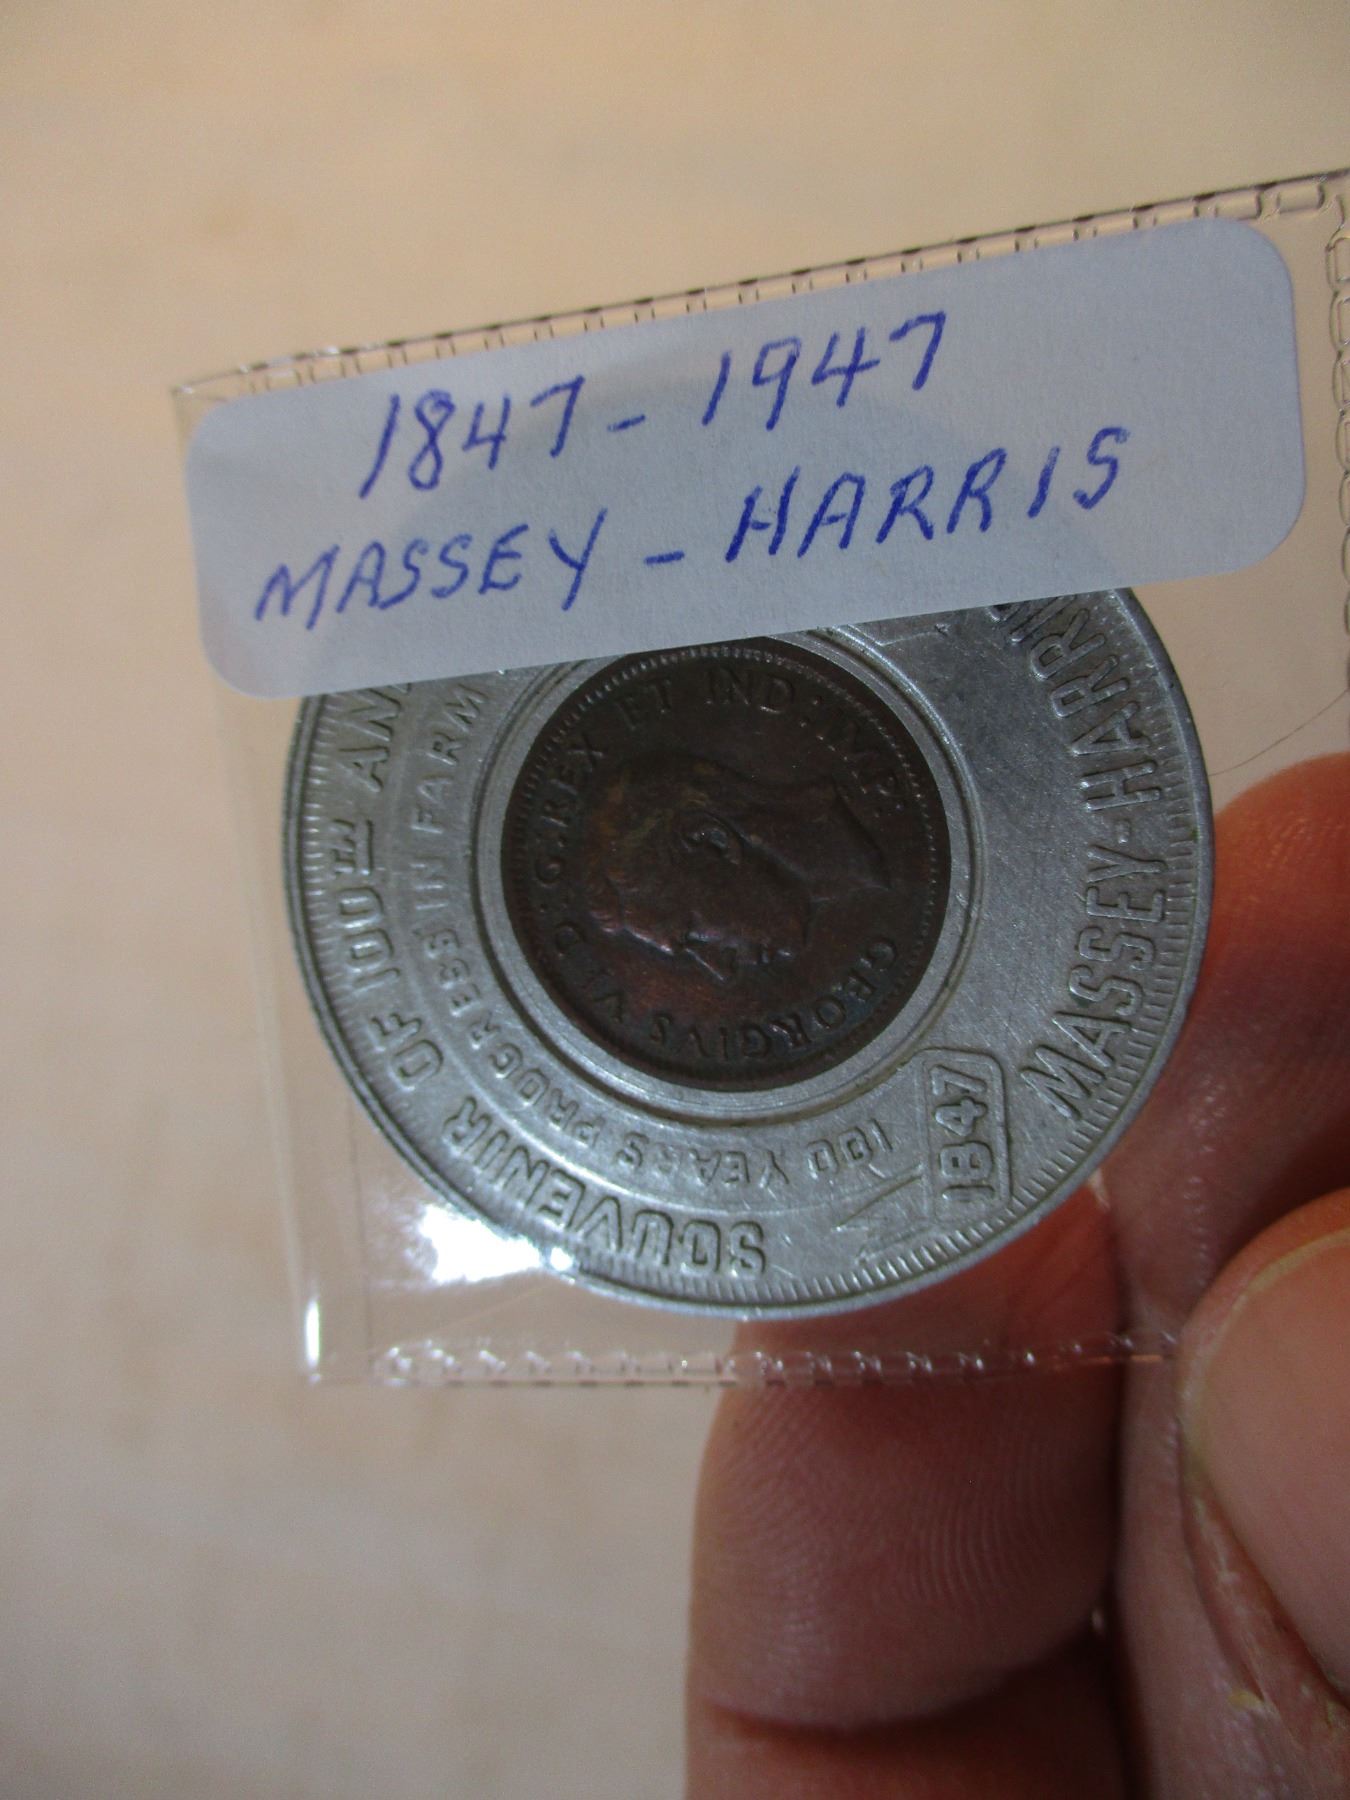 1847 - 1947
MASSEY - HARRIS
SOUVENIR OF 100TH
100 YEARS PROGRESS IN FARM
MASSEY-HARRIS
1847
GEORGIVS VI D:G:REX ET IND:IMP: